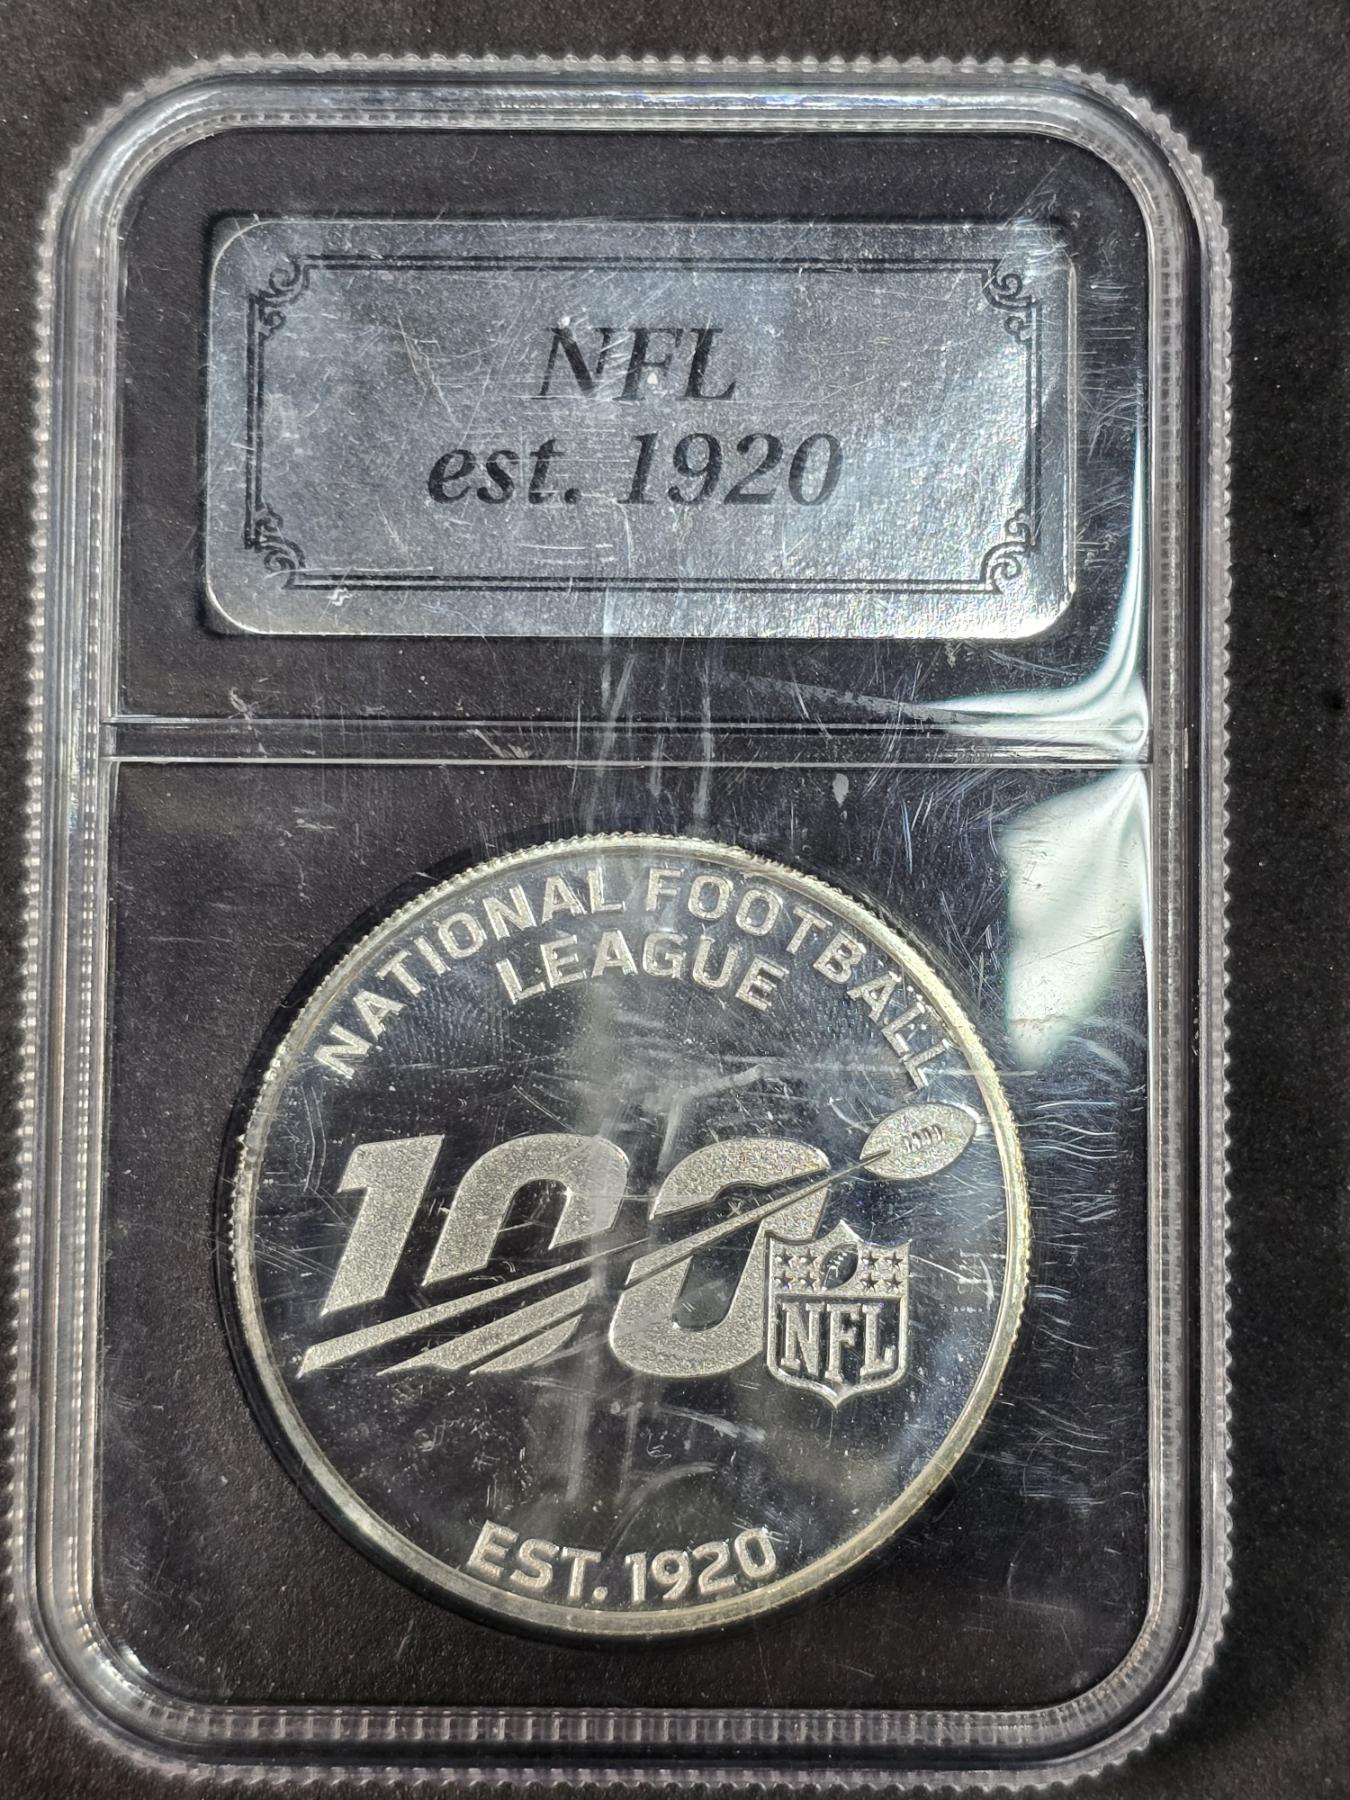 NFL
est. 1920
NATIONAL FOOTBALL
LEAGUE
100
NFL
EST. 1920